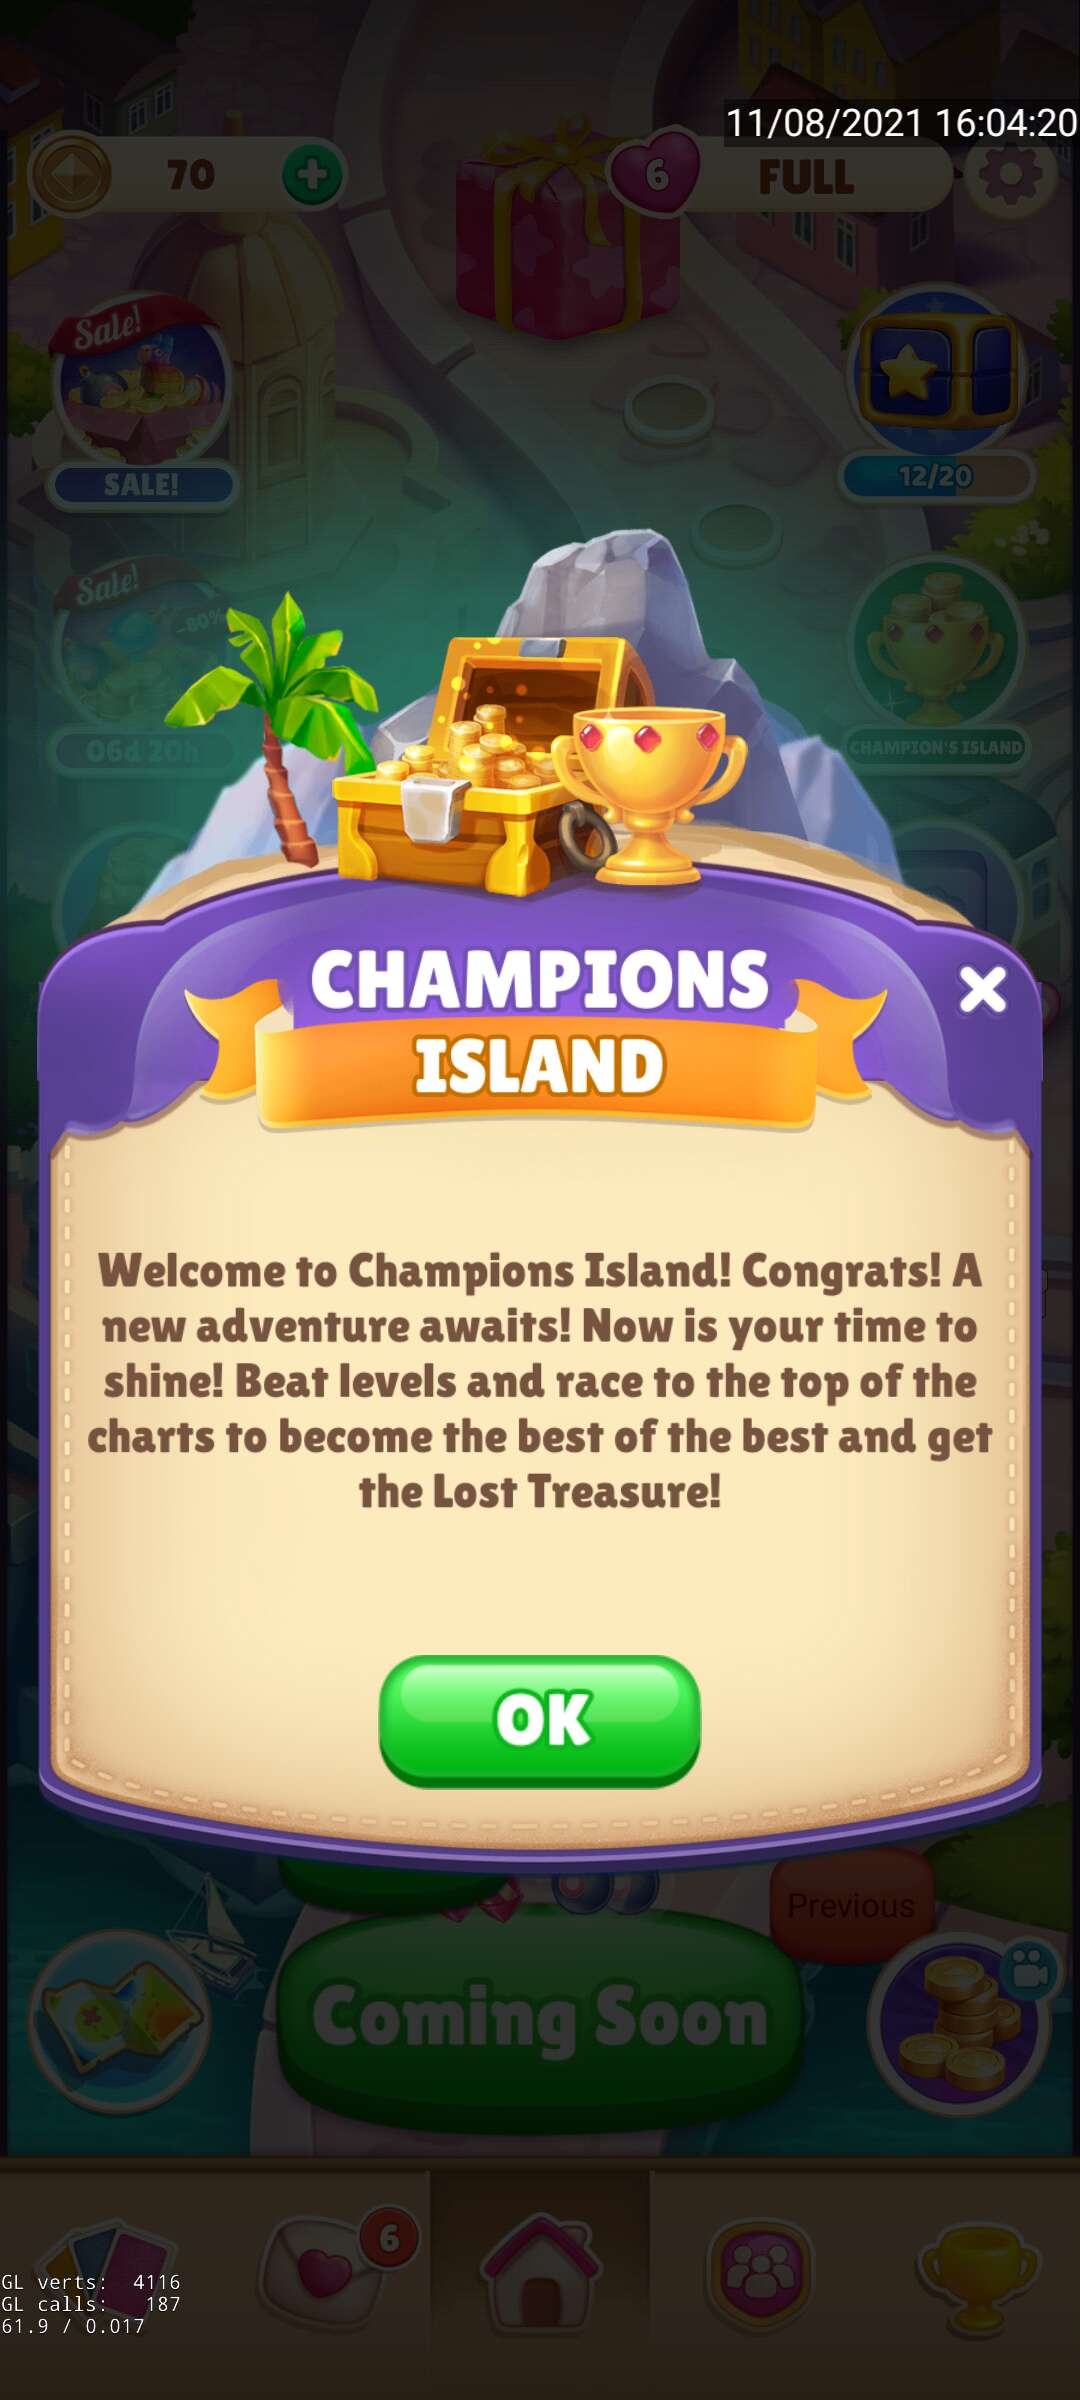 11/08/2021 16:04:20
70
6
FULL
Sale!
SALE!
12/20
Sale!
-80%
06d 20h
CHAMPION'S ISLAND
CHAMPIONS
ISLAND
Welcome to Champions Island! Congrats! A
new adventure awaits! Now is your time to
shine! Beat levels and race to the top of the
charts to become the best of the best and get
the Lost Treasure!
OK
Previous
Coming Soon
6
GL verts: 4116
GL calls: 187
61.9 / 0.017